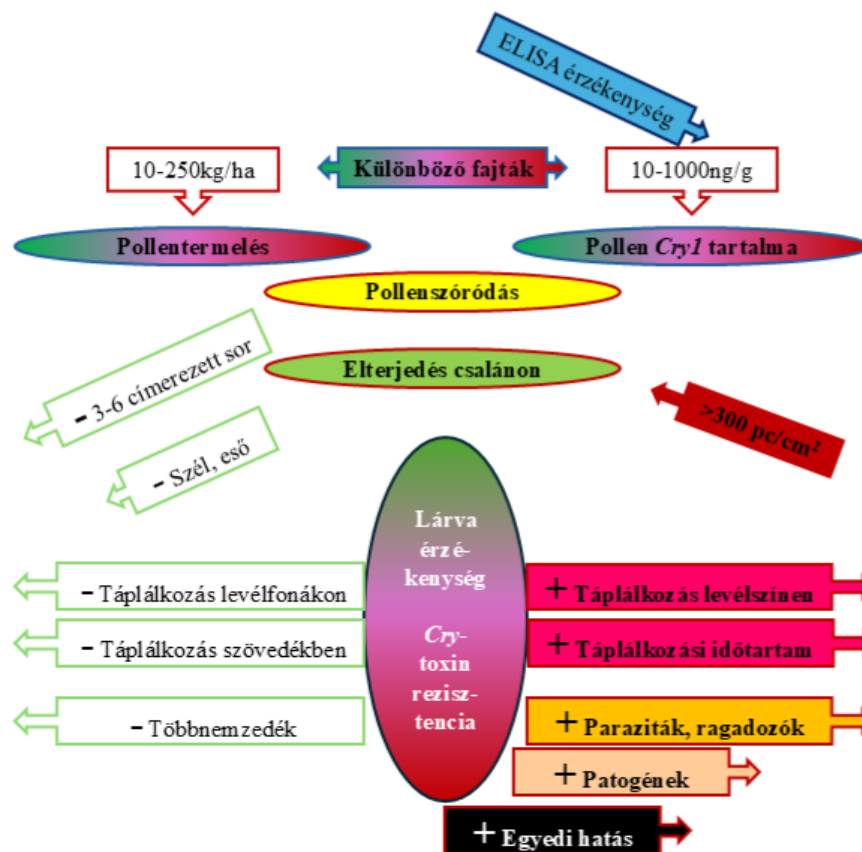 ELISA érzékenység
10-250kg/ha
Különböző fajták
10-1000ng/g
Pollentermelés
Pollen Cry1 tartalma
Pollenszóródás
Elterjedés csalánon
- 3-6 címerezett sor
>300 pc/cm²
- Szél, eső
Lárva
érzé-
kenység
Cry-
toxin
rezisz-
tencia
- Táplálkozás levélfonákon
+ Táplálkozás levélszínen
- Táplálkozás szövedékben
+ Táplálkozási időtartam
- Többnemzedék
+ Paraziták, ragadozók
+ Patogének
+ Egyedi hatás